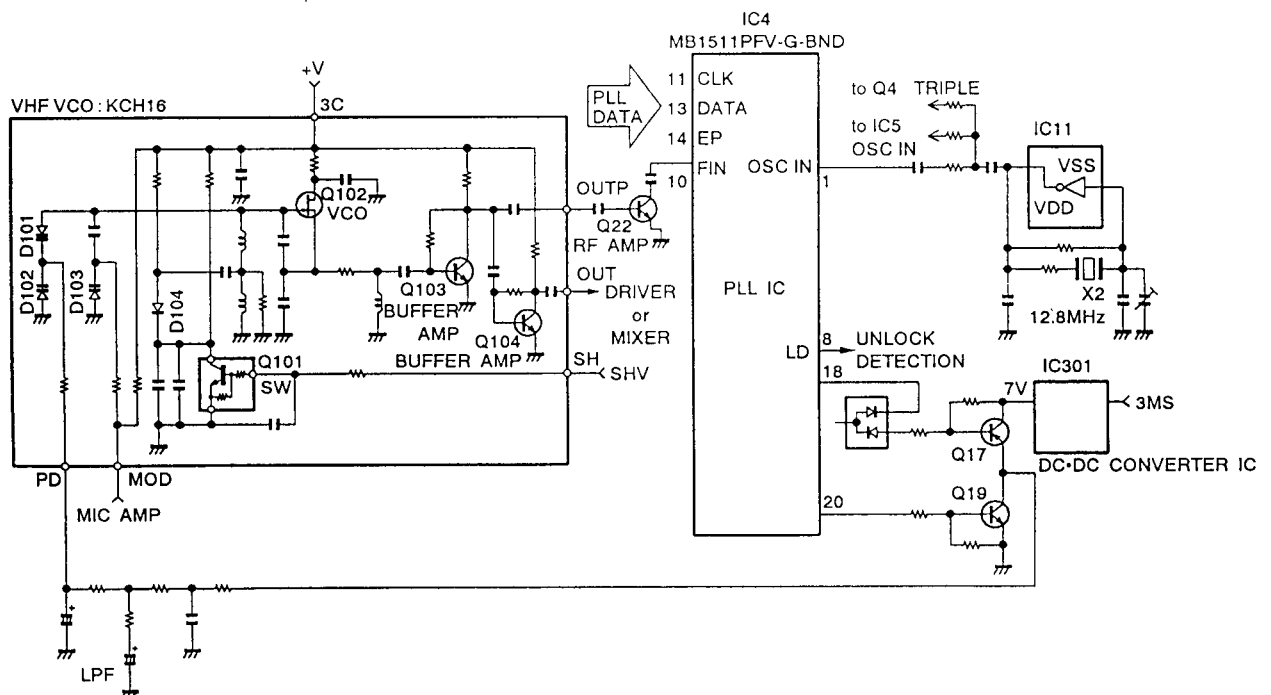 IC4
MB1511PFV-G-BND
+V
3C
VHF VCO : KCH16
PLL
DATA
11 CLK
13 DATA
14 EP
FIN
10
OSC IN
1
to Q4 TRIPLE
to IC5
OSC IN
IC11
VSS
VDD
X2
12.8MHz
Q102
VCO
OUTP
Q22
RF AMP
D101
D102
D103
D104
Q103
BUFFER
AMP
OUT
DRIVER
or
MIXER
Q104
BUFFER AMP
Q101
SW
SH
SHV
PLL IC
LD
8
UNLOCK
DETECTION
18
IC301
7V
3MS
Q17
DC•DC CONVERTER IC
20
Q19
PD
MOD
MIC AMP
+
+
LPF